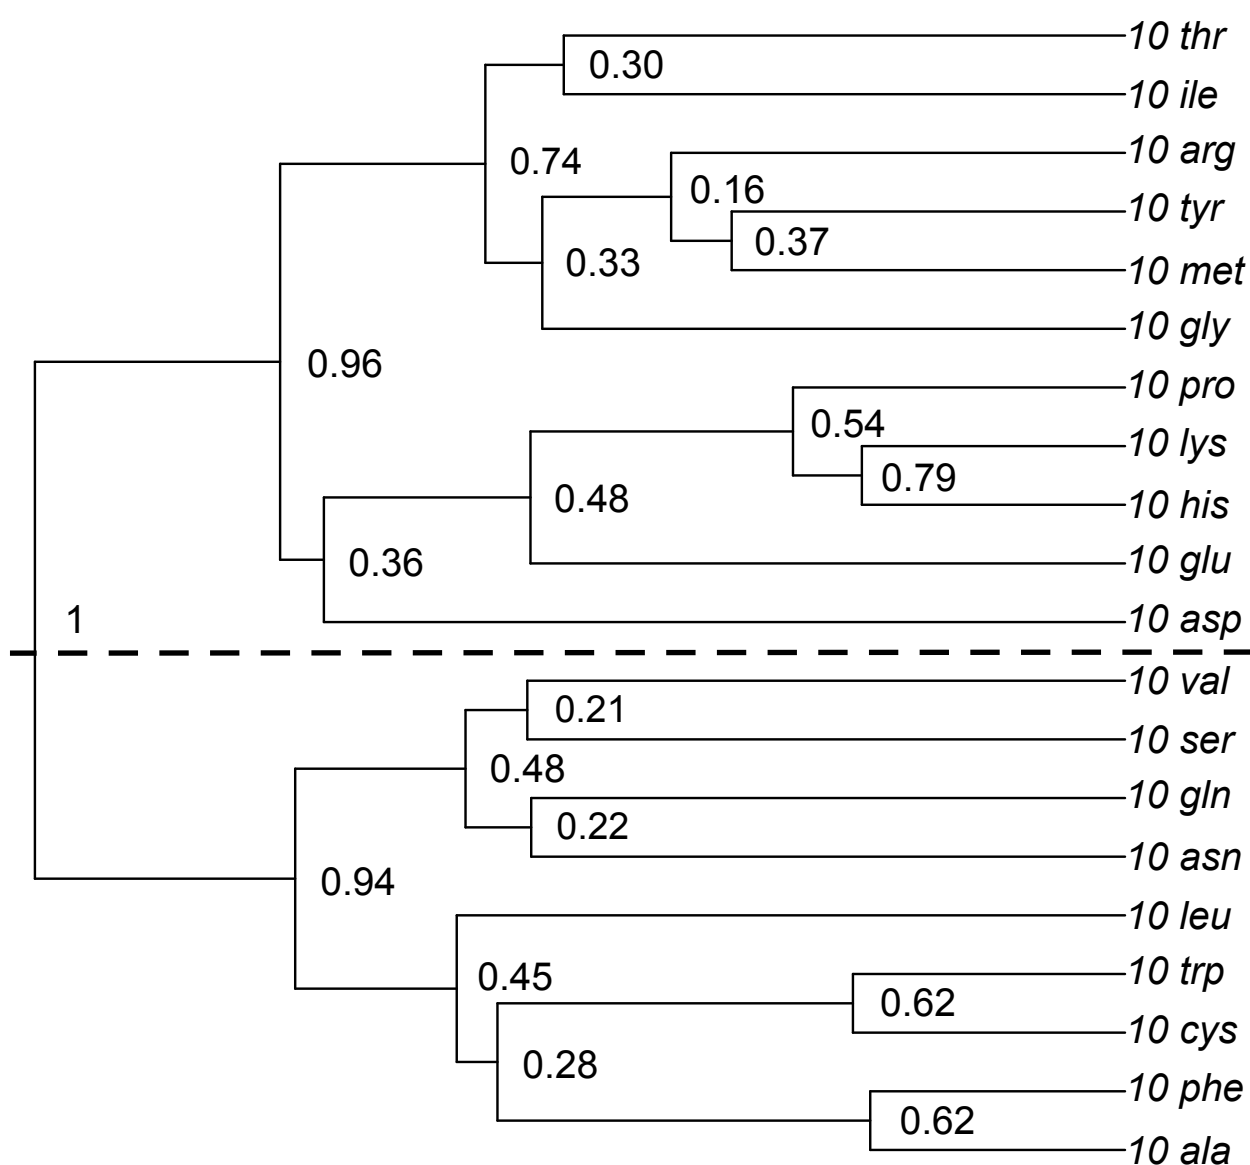 10 thr
0.30
10 ile
10 arg
0.74
0.16
10 tyr
0.37
0.33
10 met
10 gly
0.96
10 pro
0.54
10 lys
0.79
0.48
10 his
0.36
10 glu
1
10 asp
10 val
0.21
10 ser
0.48
10 gln
0.22
10 asn
0.94
10 leu
0.45
10 trp
0.62
10 cys
0.28
10 phe
0.62
10 ala